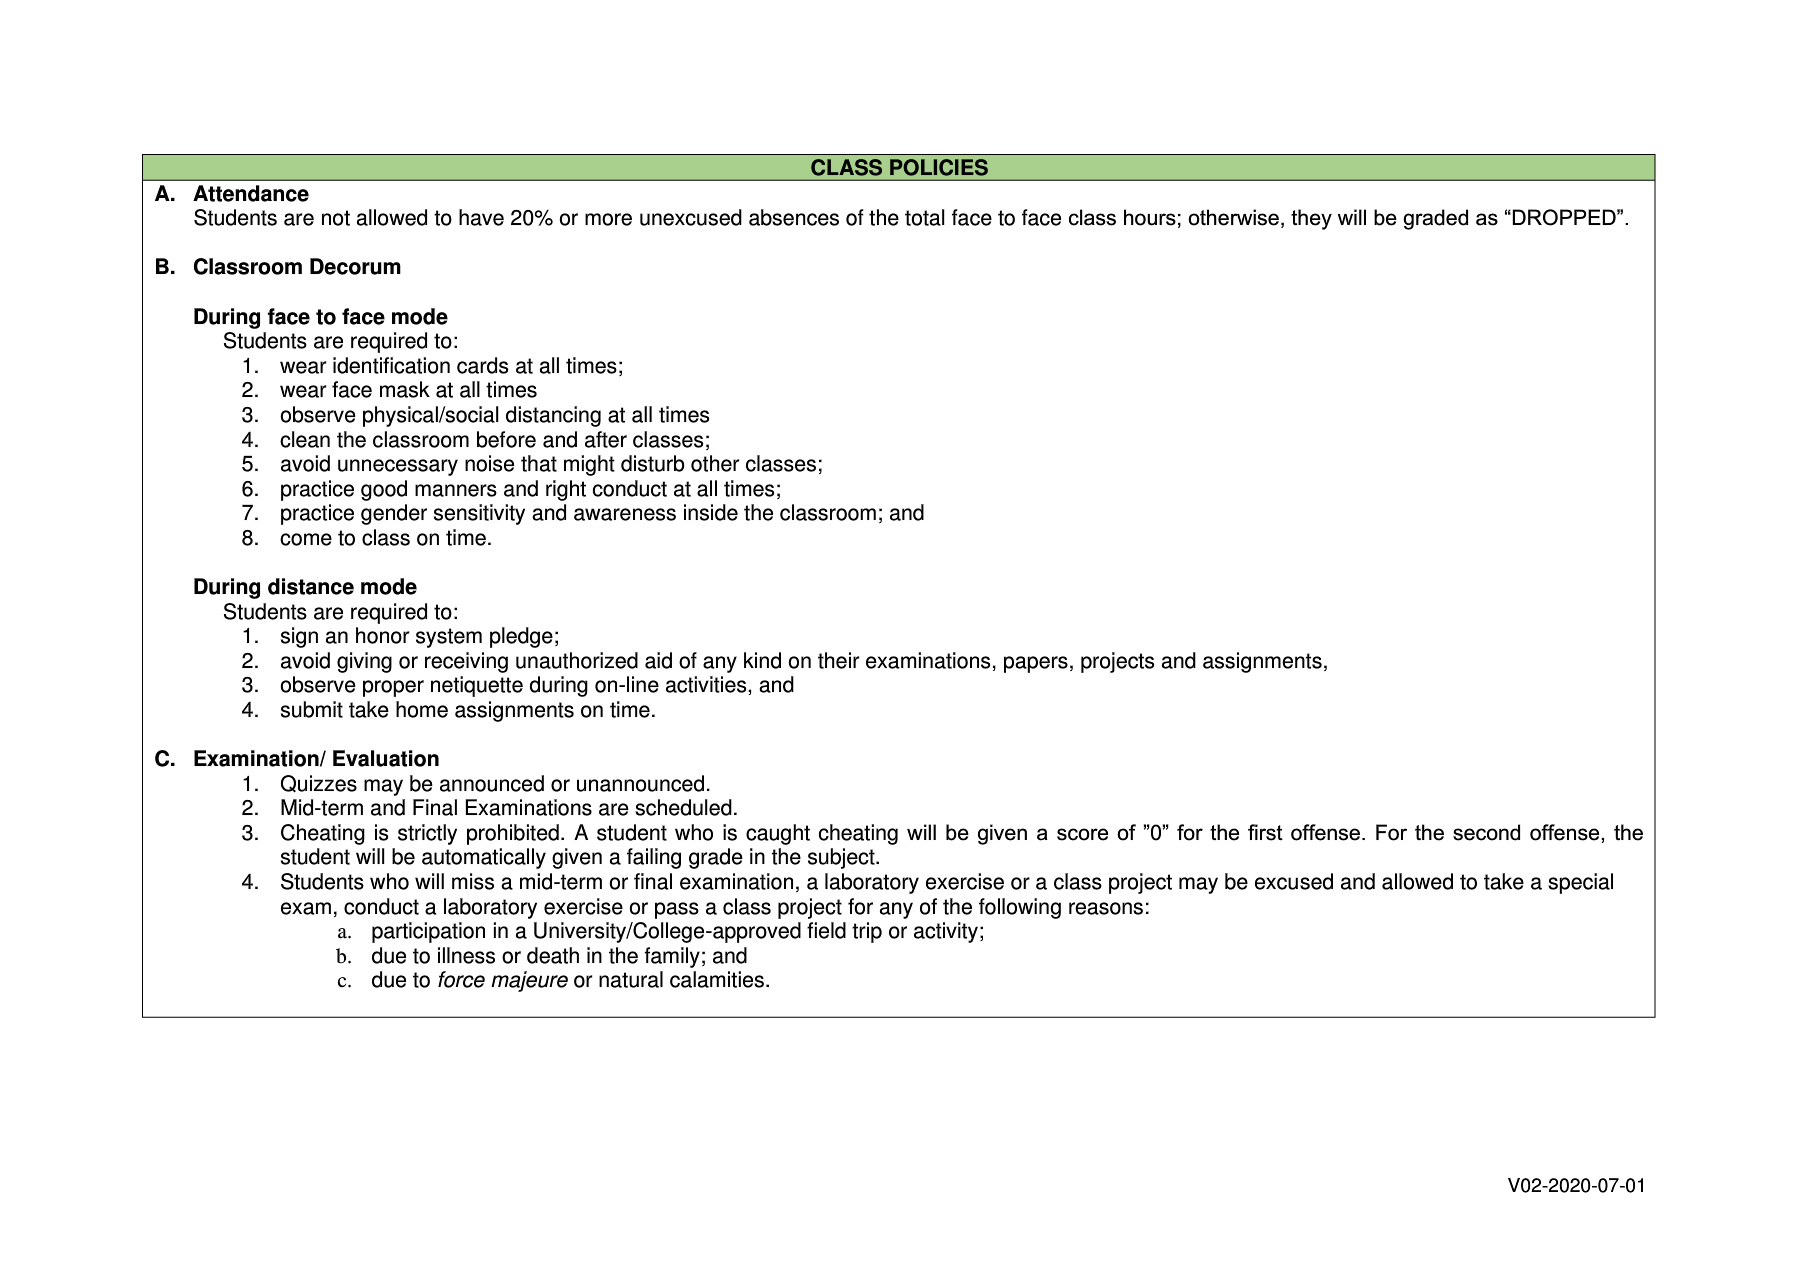 CLASS POLICIES
A. Attendance
Students are not allowed to have 20% or more unexcused absences of the total face to face class hours; otherwise, they will be graded as “DROPPED”.
B. Classroom Decorum
During face to face mode
Students are required to:
1. wear identification cards at all times;
2. wear face mask at all times
3. observe physical/social distancing at all times
4. clean the classroom before and after classes;
5. avoid unnecessary noise that might disturb other classes;
6. practice good manners and right conduct at all times;
7. practice gender sensitivity and awareness inside the classroom; and
8. come to class on time.
During distance mode
Students are required to:
1. sign an honor system pledge;
2. avoid giving or receiving unauthorized aid of any kind on their examinations, papers, projects and assignments,
3. observe proper netiquette during on-line activities, and
4. submit take home assignments on time.
C. Examination/ Evaluation
1. Quizzes may be announced or unannounced.
2. Mid-term and Final Examinations are scheduled.
3. Cheating is strictly prohibited. A student who is caught cheating will be given a score of ”0” for the first offense. For the second offense, the
student will be automatically given a failing grade in the subject.
4. Students who will miss a mid-term or final examination, a laboratory exercise or a class project may be excused and allowed to take a special
exam, conduct a laboratory exercise or pass a class project for any of the following reasons:
a. participation in a University/College-approved field trip or activity;
b. due to illness or death in the family; and
c. due to force majeure or natural calamities.
V02-2020-07-01